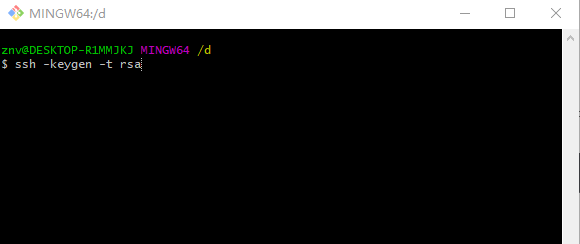 MINGW64:/d
znv@DESKTOP-R1MMJKJ MINGW64 /d
$ ssh -keygen -t rsa